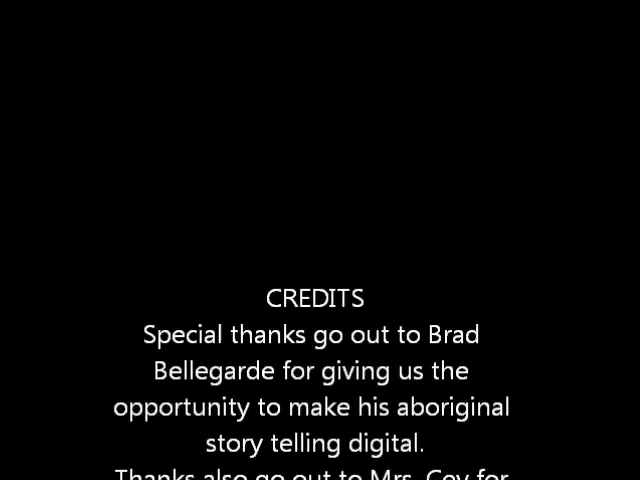 CREDITS
Special thanks go out to Brad
Bellegarde for giving us the
opportunity to make his aboriginal
story telling digital.
Thanks also go out to Mrs. for